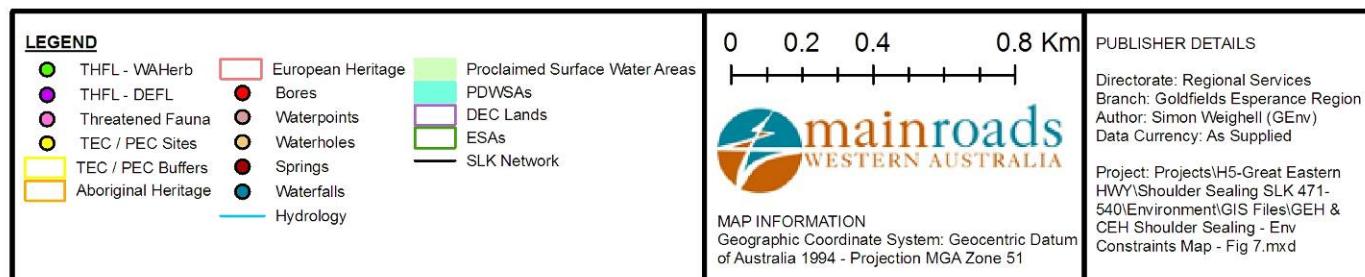 LEGEND
THFL - WAHerb
THFL - DEFL
Threatened Fauna
TEC / PEC Sites
TEC / PEC Buffers
Aboriginal Heritage
European Heritage
Bores
Waterpoints
Waterholes
Springs
Waterfalls
Hydrology
Proclaimed Surface Water Areas
PDWSAs
DEC Lands
ESAs
SLK Network
0 0.2 0.4 0.8 Km
mainroads
WESTERN AUSTRALIA
MAP INFORMATION
Geographic Coordinate System: Geocentric Datum
of Australia 1994 - Projection MGA Zone 51
PUBLISHER DETAILS
Directorate: Regional Services
Branch: Goldfields Esperance Region
Author: Simon Weighell (GEnv)
Data Currency: As Supplied
Project: Projects\H5-Great Eastern
HWY\Shoulder Sealing SLK 471-
540\Environment\GIS Files\GEH &
CEH Shoulder Sealing - Env
Constraints Map - Fig 7.mxd